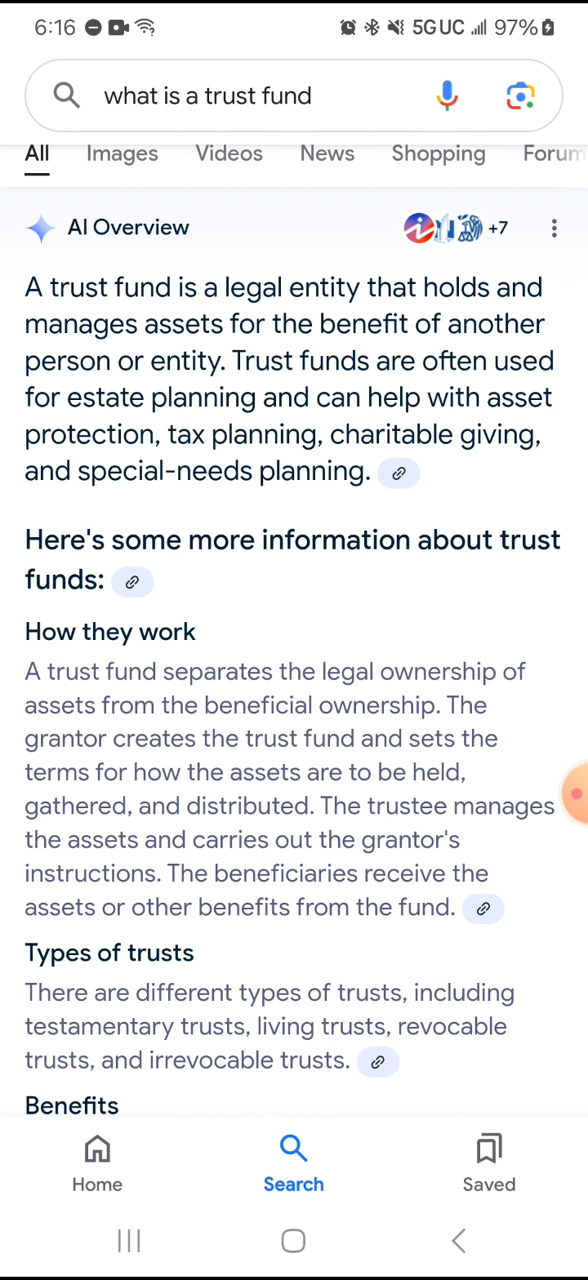 6:16
5G UC
97%
what is a trust fund
All Images Videos News Shopping Forum
AI Overview
+7
A trust fund is a legal entity that holds and
manages assets for the benefit of another
person or entity. Trust funds are often used
for estate planning and can help with asset
protection, tax planning, charitable giving,
and special-needs planning.
Here's some more information about trust
funds:
How they work
A trust fund separates the legal ownership of
assets from the beneficial ownership. The
grantor creates the trust fund and sets the
terms for how the assets are to be held,
gathered, and distributed. The trustee manages
the assets and carries out the grantor's
instructions. The beneficiaries receive the
assets or other benefits from the fund.
Types of trusts
There are different types of trusts, including
testamentary trusts, living trusts, revocable
trusts, and irrevocable trusts.
Benefits
Home Search Saved